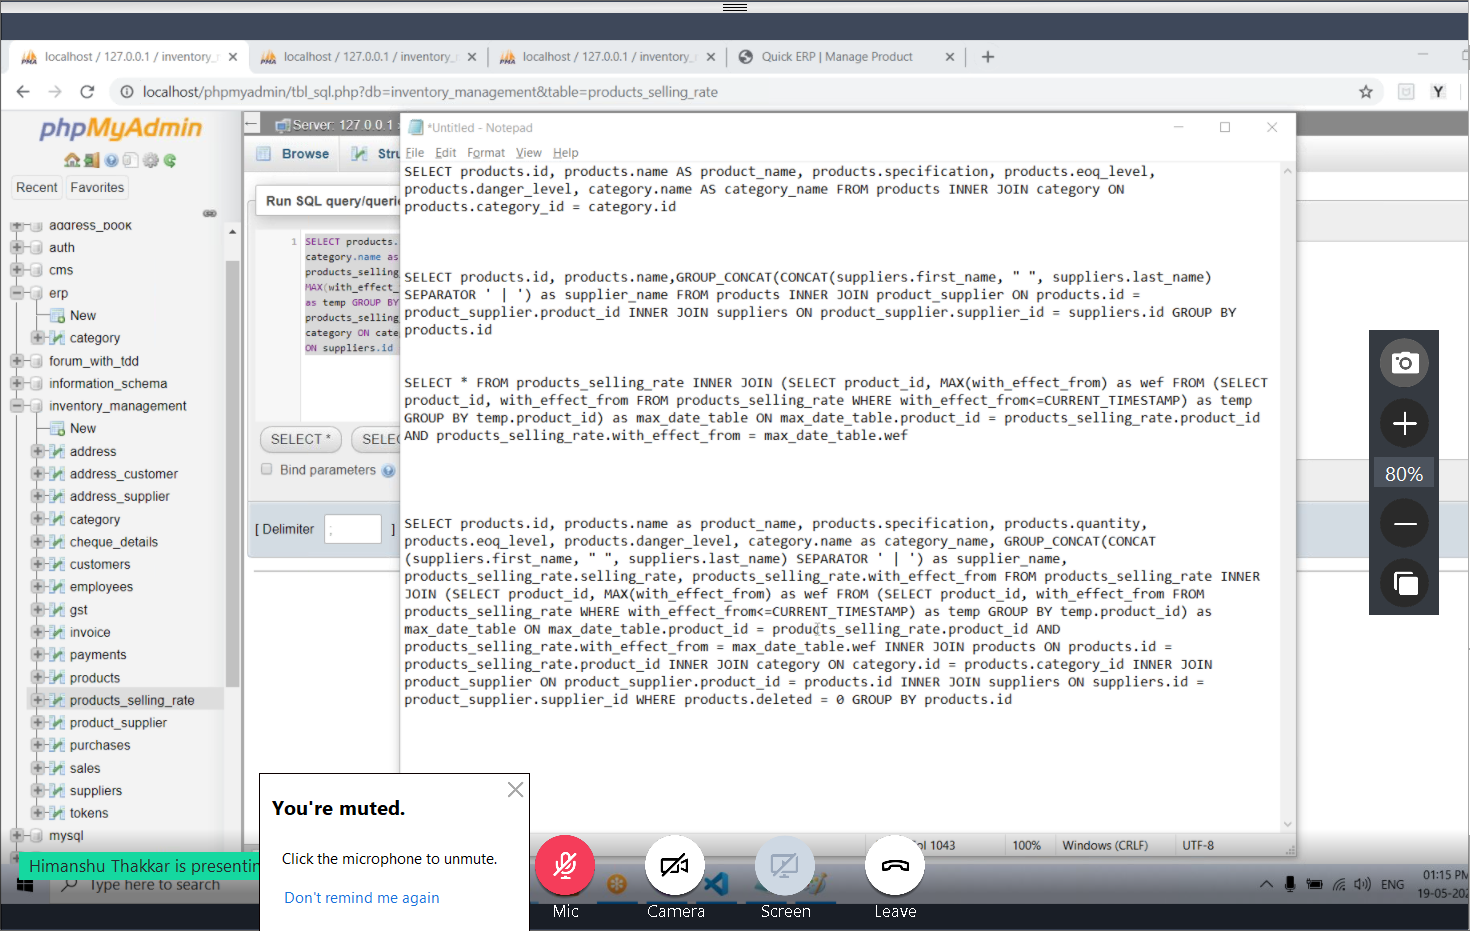 localhost / 127.0.0.1 / inventory_
localhost / 127.0.0.1 / inventory_
localhost / 127.0.0.1 / inventory_
Quick ERP | Manage Product
localhost/phpmyadmin/tbl_sql.php?db=inventory_management&table=products_selling_rate
Y
phpMyAdmin
Recent
Favorites
address_book
auth
cms
erp
New
category
forum_with_tdd
information_schema
inventory_management
New
address
address_customer
address_supplier
category
cheque_details
customers
employees
gst
invoice
payments
products
products_selling_rate
product_supplier
purchases
sales
suppliers
tokens
mysql
Server: 127.0.0.1
Browse
Stru
Run SQL query/querie
1
SELECT products.
category.name as
products_selling
MAX(with_effect_
as temp GROUP BY
products_selling
category ON cate
ON suppliers.id
SELECT *
SELEC
Bind parameters
[ Delimiter ; ]
*Untitled - Notepad
File Edit Format View Help
SELECT products.id, products.name AS product_name, products.specification, products.eoq_level,
products.danger_level, category.name AS category_name FROM products INNER JOIN category ON
products.category_id = category.id
SELECT products.id, products.name,GROUP_CONCAT(CONCAT(suppliers.first_name, " ", suppliers.last_name)
SEPARATOR ' | ') as supplier_name FROM products INNER JOIN product_supplier ON products.id =
product_supplier.product_id INNER JOIN suppliers ON product_supplier.supplier_id = suppliers.id GROUP BY
products.id
SELECT * FROM products_selling_rate INNER JOIN (SELECT product_id, MAX(with_effect_from) as wef FROM (SELECT
product_id, with_effect_from FROM products_selling_rate WHERE with_effect_from<=CURRENT_TIMESTAMP) as temp
GROUP BY temp.product_id) as max_date_table ON max_date_table.product_id = products_selling_rate.product_id
AND products_selling_rate.with_effect_from = max_date_table.wef
SELECT products.id, products.name as product_name, products.specification, products.quantity,
products.eoq_level, products.danger_level, category.name as category_name, GROUP_CONCAT(CONCAT
(suppliers.first_name, " ", suppliers.last_name) SEPARATOR ' | ') as supplier_name,
products_selling_rate.selling_rate, products_selling_rate.with_effect_from FROM products_selling_rate INNER
JOIN (SELECT product_id, MAX(with_effect_from) as wef FROM (SELECT product_id, with_effect_from FROM
products_selling_rate WHERE with_effect_from<=CURRENT_TIMESTAMP) as temp GROUP BY temp.product_id) as
max_date_table ON max_date_table.product_id = products_selling_rate.product_id AND
products_selling_rate.with_effect_from = max_date_table.wef INNER JOIN products ON products.id =
products_selling_rate.product_id INNER JOIN category ON category.id = products.category_id INNER JOIN
product_supplier ON product_supplier.product_id = products.id INNER JOIN suppliers ON suppliers.id =
product_supplier.supplier_id WHERE products.deleted = 0 GROUP BY products.id
ol 1043
100%
Windows (CRLF)
UTF-8
80%
You're muted.
Click the microphone to unmute.
Don't remind me again
Himanshu Thakkar is presentin
Type here to search
Mic
Camera
Screen
Leave
ENG
01:15 PM
19-05-202